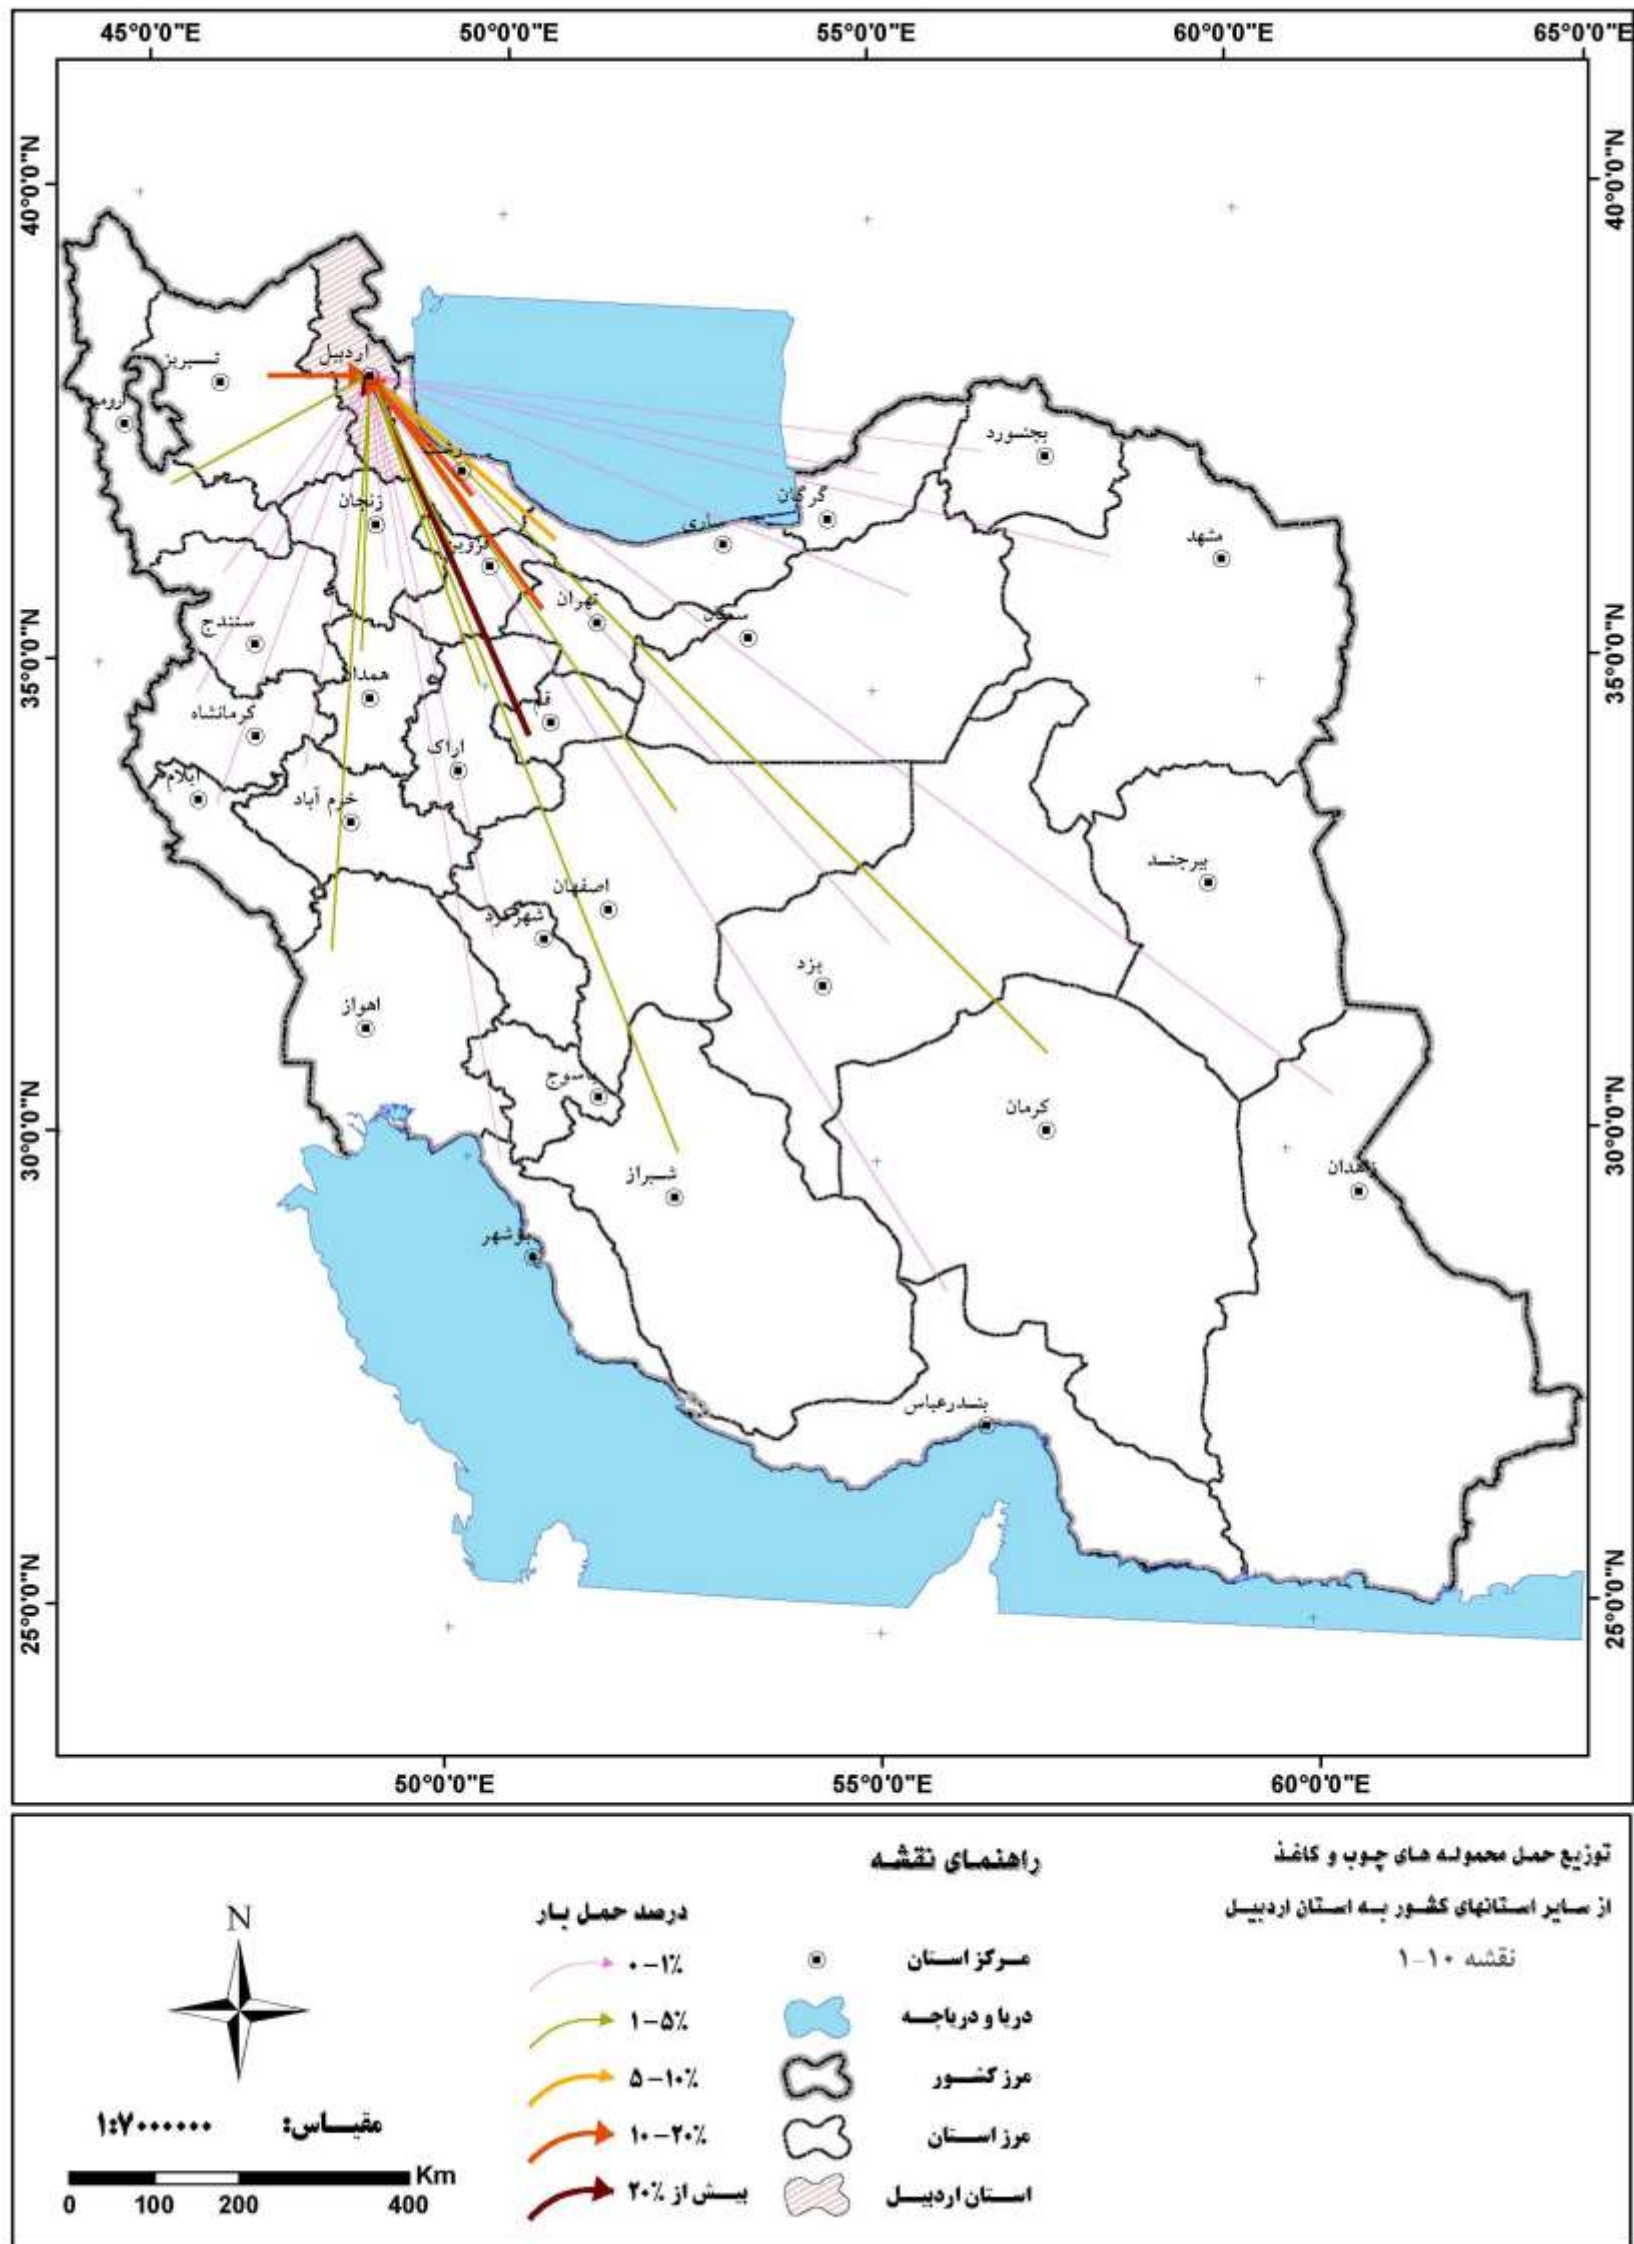 45°0'0"E 50°0'0"E 55°0'0"E 60°0'0"E 65°0'0"E
40°0'0"N
40°0'0"N
35°0'0"N
35°0'0"N
30°0'0"N
30°0'0"N
25°0'0"N
25°0'0"N
اردبیل
تبریز
بجنورد
زنجان
گرگان
ساری
مشهد
تهران
سنندج
همدان
کرمانشاه
قم
اراک
ایلام
خرم آباد
بیرجند
اصفهان
یزد
اهواز
کرمان
شیراز
زاهدان
بوشهر
بندرعباس
50°0'0"E 55°0'0"E 60°0'0"E
توزیع حمل محموله های چوب و کاغذ
از سایر استانهای کشور به استان اردبیل
نقشه ۱۰-۱
راهنمای نقشه
مرکز استان
دریا و دریاچه
مرز کشور
مرز استان
استان اردبیل
درصد حمل بار
۰-۱٪
۱-۵٪
۵-۱۰٪
۱۰-۲۰٪
بیش از ۲۰٪
N
مقیاس: ۱:۷۰۰۰۰۰۰
Km
0 100 200 400